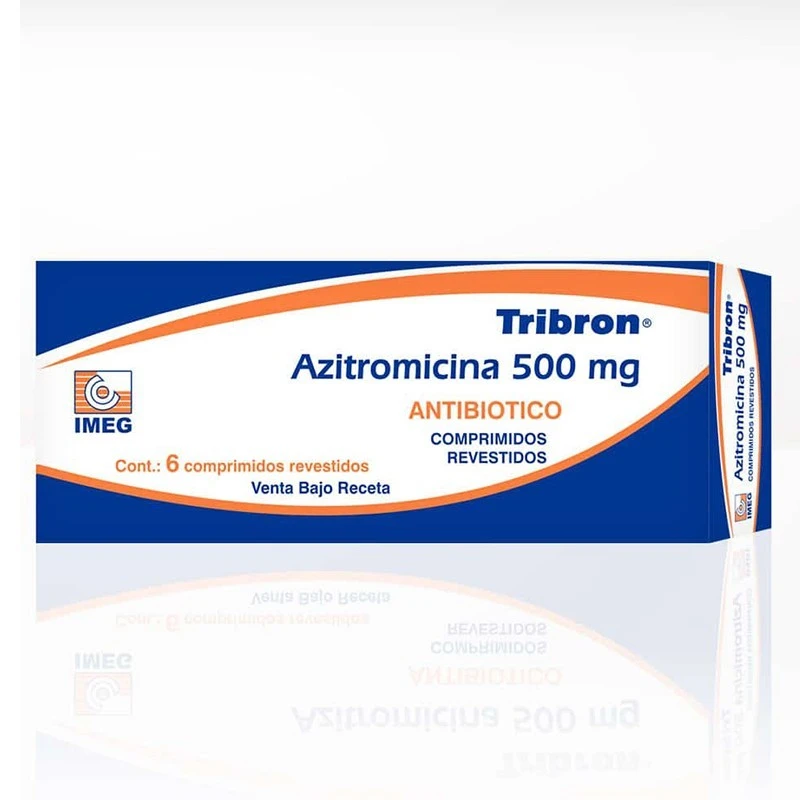 Tribron®
Azitromicina 500 mg
ANTIBIOTICO
COMPRIMIDOS
REVESTIDOS
IMEG
Cont.: 6 comprimidos revestidos
Venta Bajo Receta
Tribron®
Azitromicina 500 mg
COMPRIMIDOS REVESTIDOS
IMEG